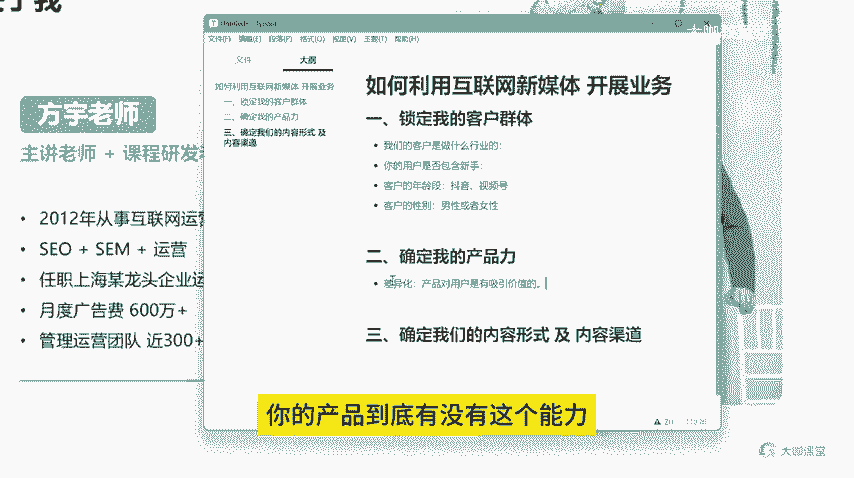 方宇老师
主讲老师 + 课程研发
• 2012年从事互联网运营
• SEO + SEM + 运营
• 任职上海某龙头企业运
• 月度广告费 600万+
• 管理运营团队 近300+
文件(F) 编辑(E) 段落(P) 格式(O) 视图(V) 主题(T) 帮助(H)
文件 大纲
如何利用互联网新媒体 开展业务
一、锁定我的客户群体
二、确定我的产品力
三、确定我们的内容形式 及
内容渠道
如何利用互联网新媒体 开展业务
一、锁定我的客户群体
• 我们的客户是做什么行业的:
• 你的用户是否包含新手:
• 客户的年龄段: 抖音、视频号
• 客户的性别: 男性或者女性
二、确定我的产品力
• 差异化: 产品对用户是有吸引价值的。
三、确定我们的内容形式 及 内容渠道
你的产品到底有没有这个能力
大咖课堂